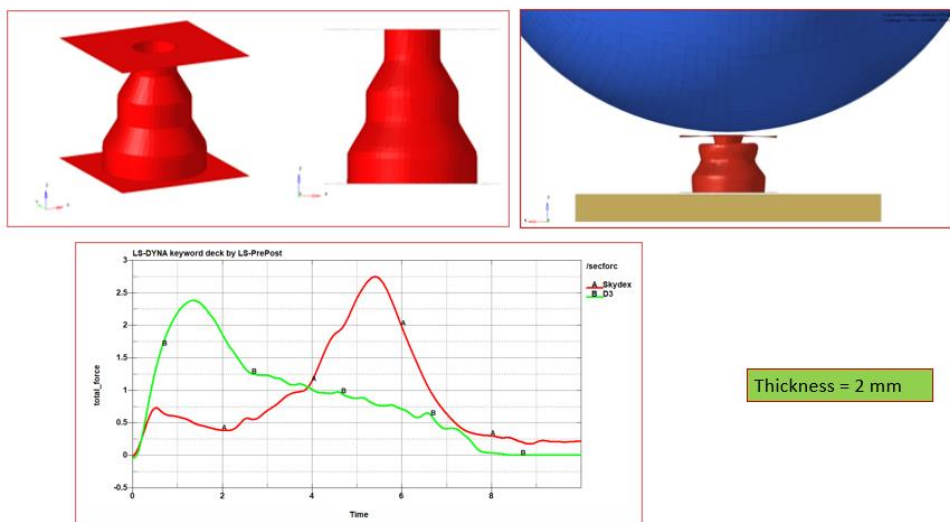 LS-DYNA keyword deck by LS-PrePost
/secforc
A Skydex
B D3
total_force
3
2.5
2
1.5
1
0.5
0
-0.5
0
2
4
6
8
Time
A
A
A
A
B
B
B
B
B
Thickness = 2 mm